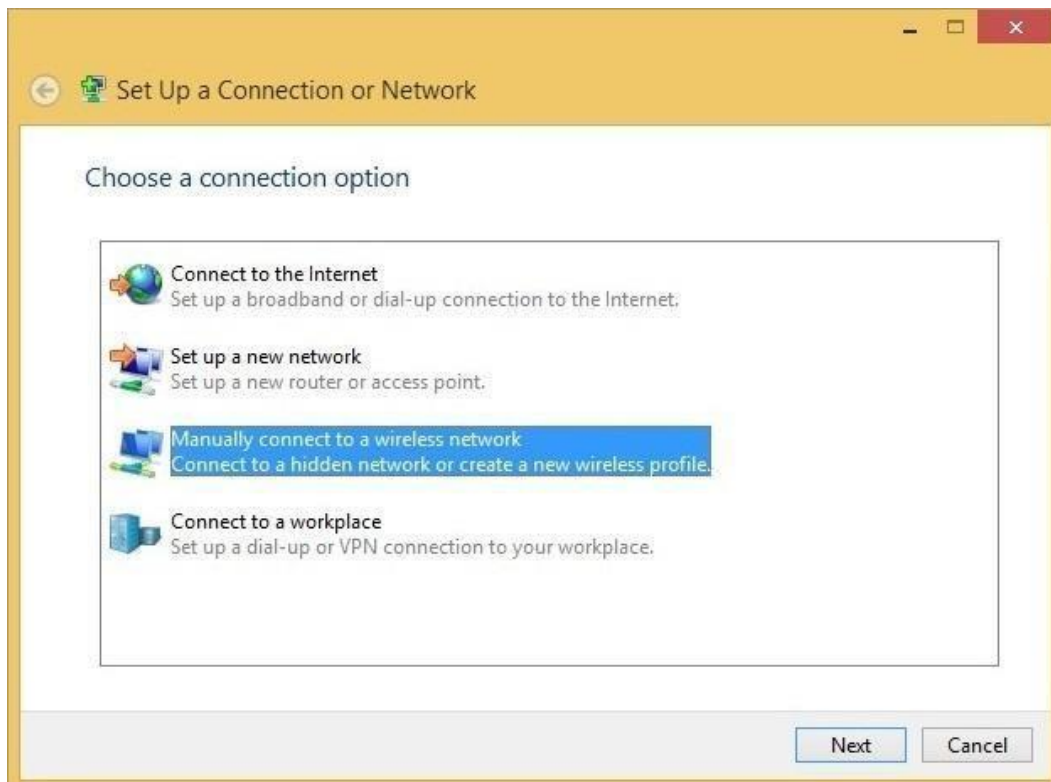 Set Up a Connection or Network
Choose a connection option
Connect to the Internet
Set up a broadband or dial-up connection to the Internet.
Set up a new network
Set up a new router or access point.
Manually connect to a wireless network
Connect to a hidden network or create a new wireless profile.
Connect to a workplace
Set up a dial-up or VPN connection to your workplace.
Next Cancel